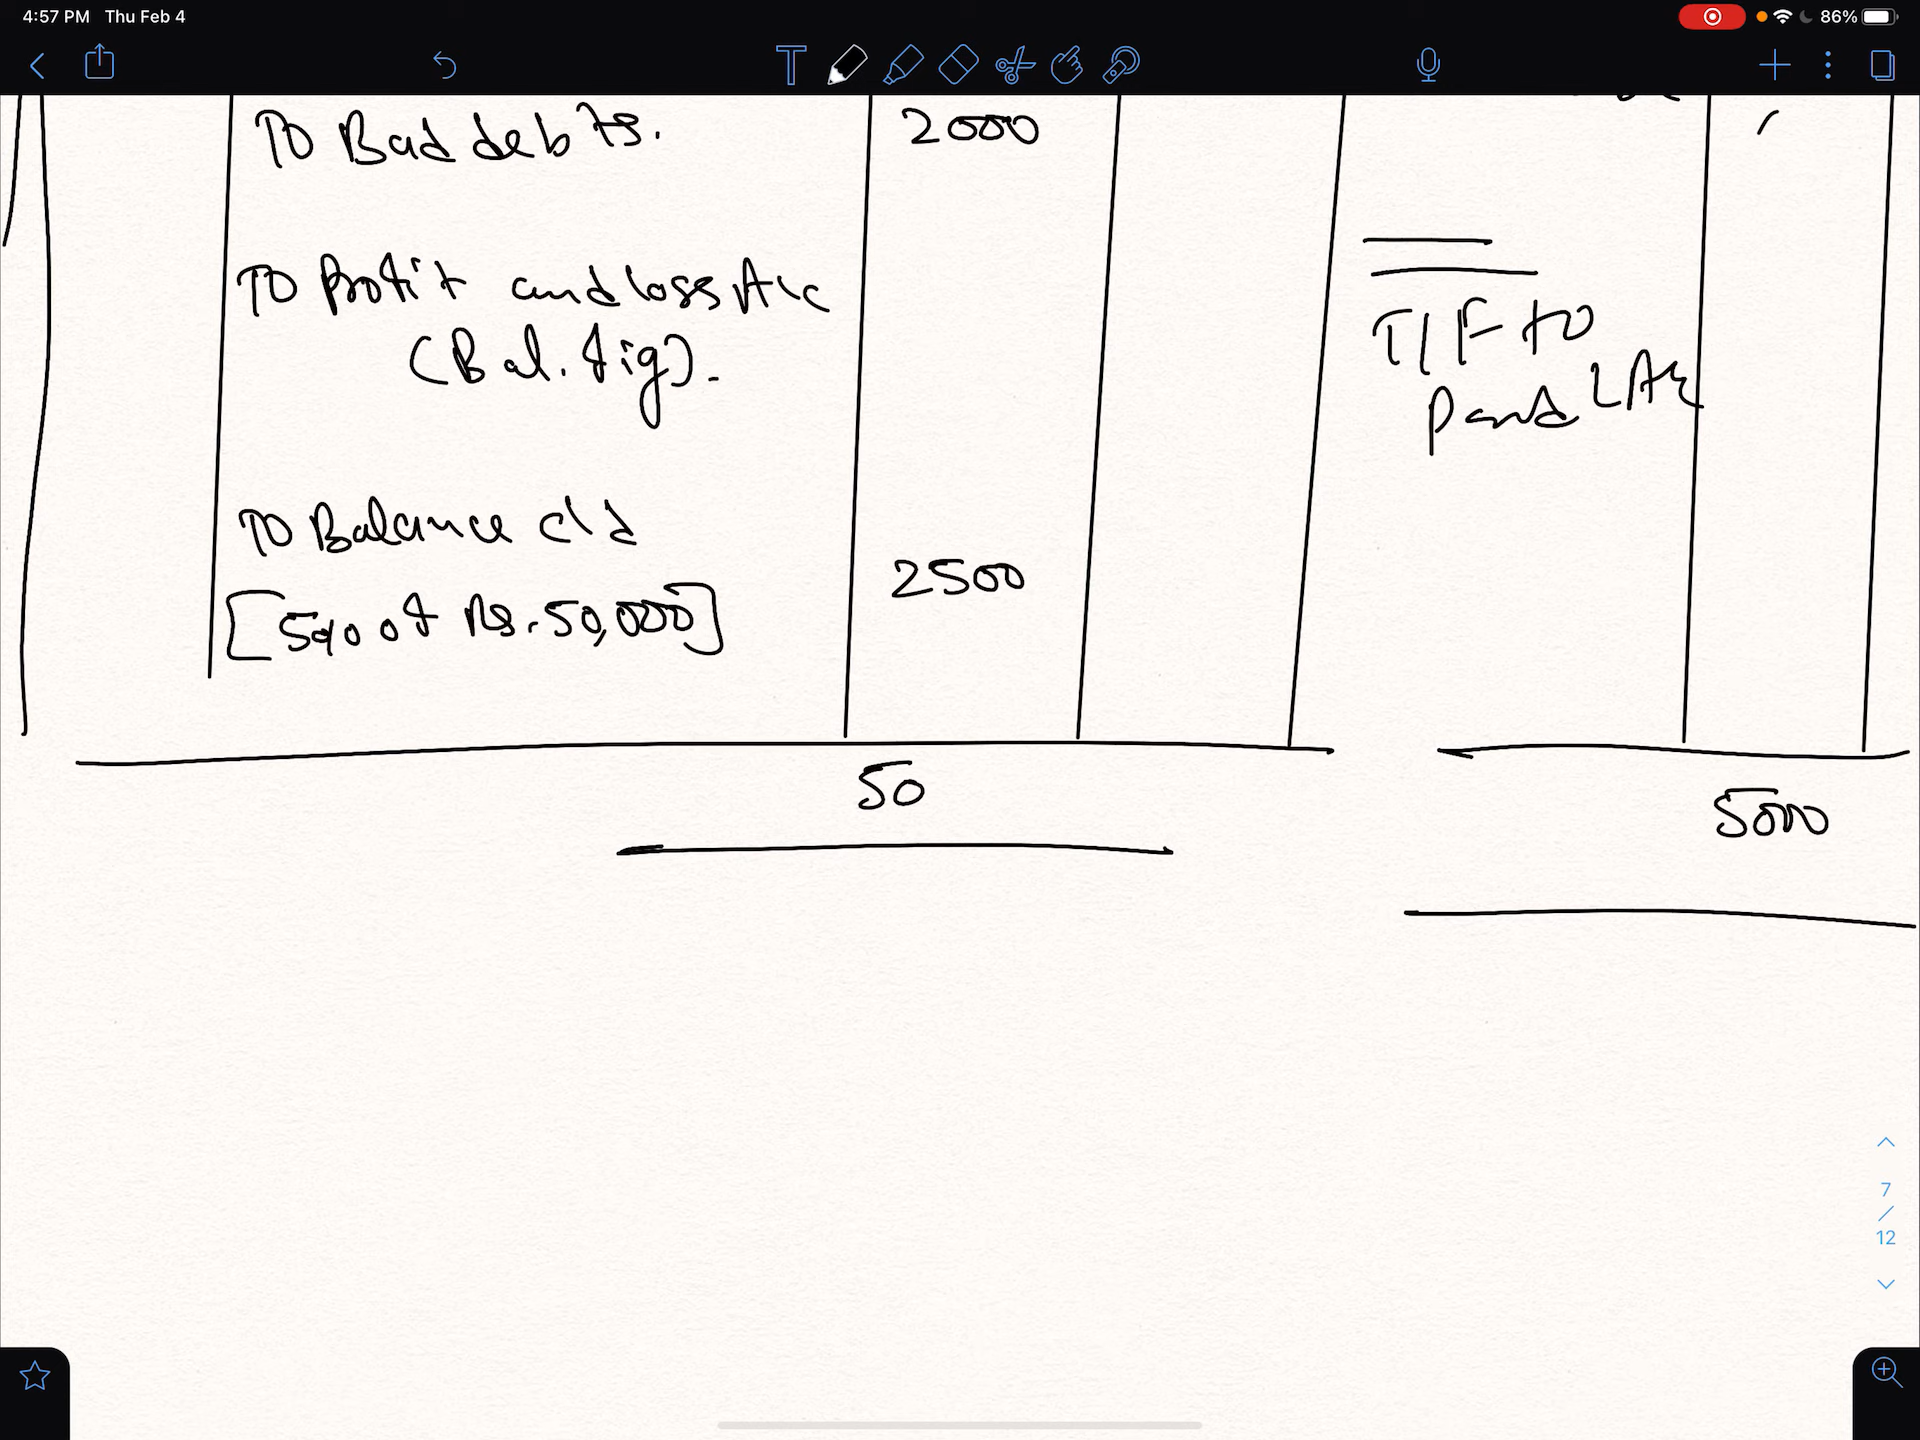 4:57 PM Thu Feb 4
86%
To Bad debts. 2000
To Profit and loss A/c
(Bal. fig).
T/F to
P and L A/c
To Balance c/d
2500
[5% of Rs. 50,000]
50
5000
7
/
12